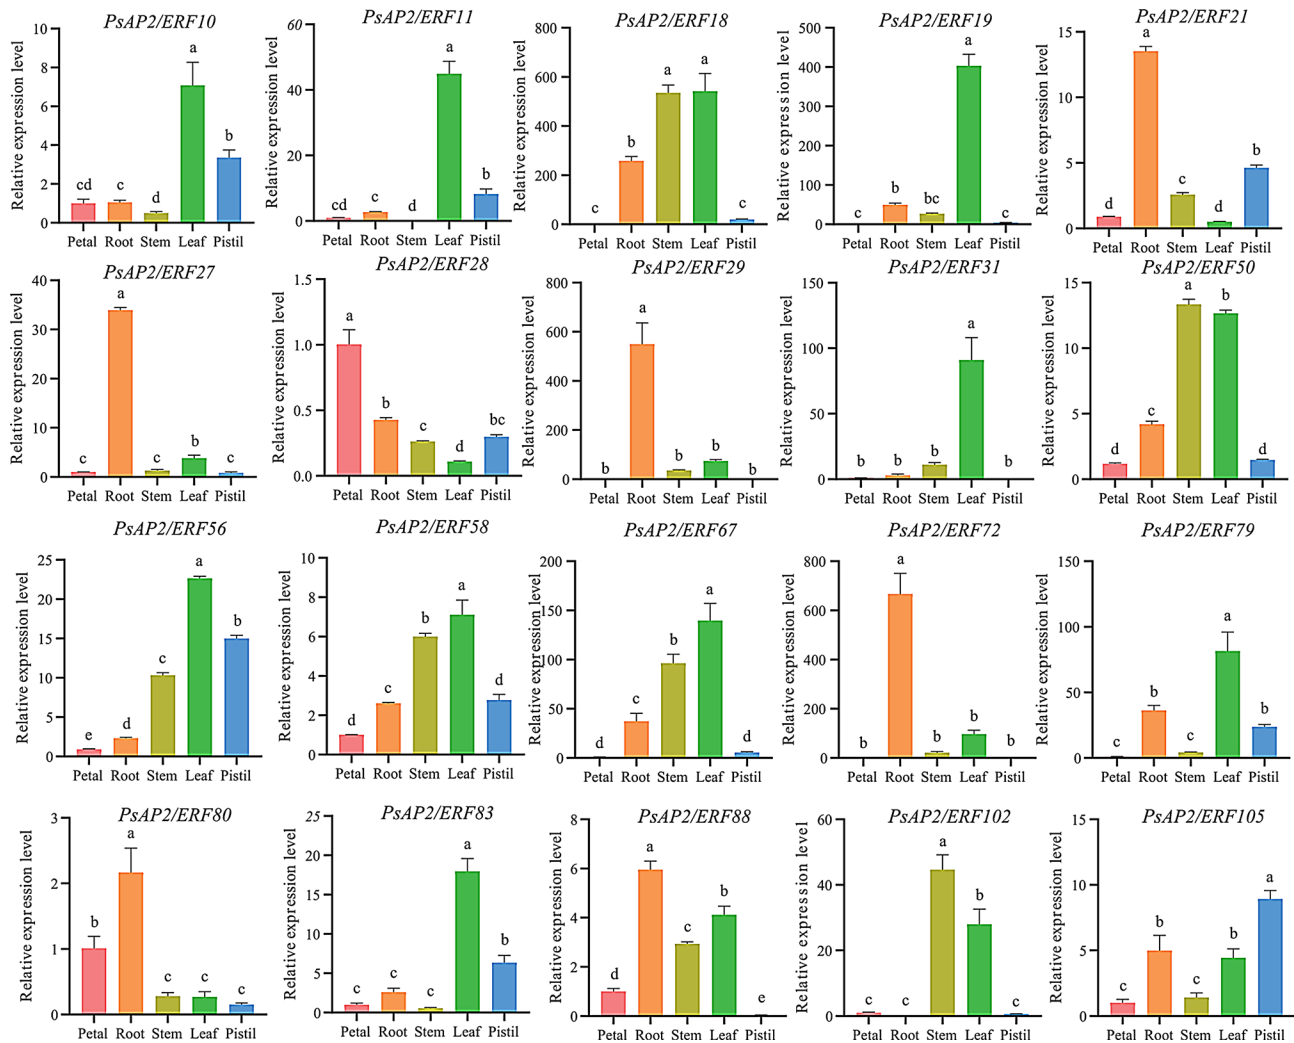 PsAP2/ERF10
Relative expression level
10
8
6
4
2
0
cd
c
d
a
b
Petal Root Stem Leaf Pistil
PsAP2/ERF11
Relative expression level
60
40
20
0
cd
c
d
a
b
Petal Root Stem Leaf Pistil
PsAP2/ERF18
Relative expression level
800
600
400
200
0
c
b
a
a
c
Petal Root Stem Leaf Pistil
PsAP2/ERF19
Relative expression level
500
400
300
200
100
0
c
b
bc
a
c
Petal Root Stem Leaf Pistil
PsAP2/ERF21
Relative expression level
15
10
5
0
d
a
c
d
b
Petal Root Stem Leaf Pistil
PsAP2/ERF27
Relative expression level
40
30
20
10
0
c
a
c
b
c
Petal Root Stem Leaf Pistil
PsAP2/ERF28
Relative expression level
1.5
1.0
0.5
0.0
a
b
c
d
bc
Petal Root Stem Leaf Pistil
PsAP2/ERF29
Relative expression level
800
600
400
200
0
b
a
b
b
b
Petal Root Stem Leaf Pistil
PsAP2/ERF31
Relative expression level
150
100
50
0
b
b
b
a
b
Petal Root Stem Leaf Pistil
PsAP2/ERF50
Relative expression level
15
10
5
0
d
c
a
b
d
Petal Root Stem Leaf Pistil
PsAP2/ERF56
Relative expression level
25
20
15
10
5
0
e
d
c
a
b
Petal Root Stem Leaf Pistil
PsAP2/ERF58
Relative expression level
10
8
6
4
2
0
d
c
b
a
d
Petal Root Stem Leaf Pistil
PsAP2/ERF67
Relative expression level
200
150
100
50
0
d
c
b
a
d
Petal Root Stem Leaf Pistil
PsAP2/ERF72
Relative expression level
800
600
400
200
0
b
a
b
b
b
Petal Root Stem Leaf Pistil
PsAP2/ERF79
Relative expression level
150
100
50
0
c
b
c
a
b
Petal Root Stem Leaf Pistil
PsAP2/ERF80
Relative expression level
3
2
1
0
b
a
c
c
c
Petal Root Stem Leaf Pistil
PsAP2/ERF83
Relative expression level
25
20
15
10
5
0
c
c
c
a
b
Petal Root Stem Leaf Pistil
PsAP2/ERF88
Relative expression level
8
6
4
2
0
d
a
c
b
e
Petal Root Stem Leaf Pistil
PsAP2/ERF102
Relative expression level
60
40
20
0
c
c
a
b
c
Petal Root Stem Leaf Pistil
PsAP2/ERF105
Relative expression level
15
10
5
0
c
b
c
b
a
Petal Root Stem Leaf Pistil